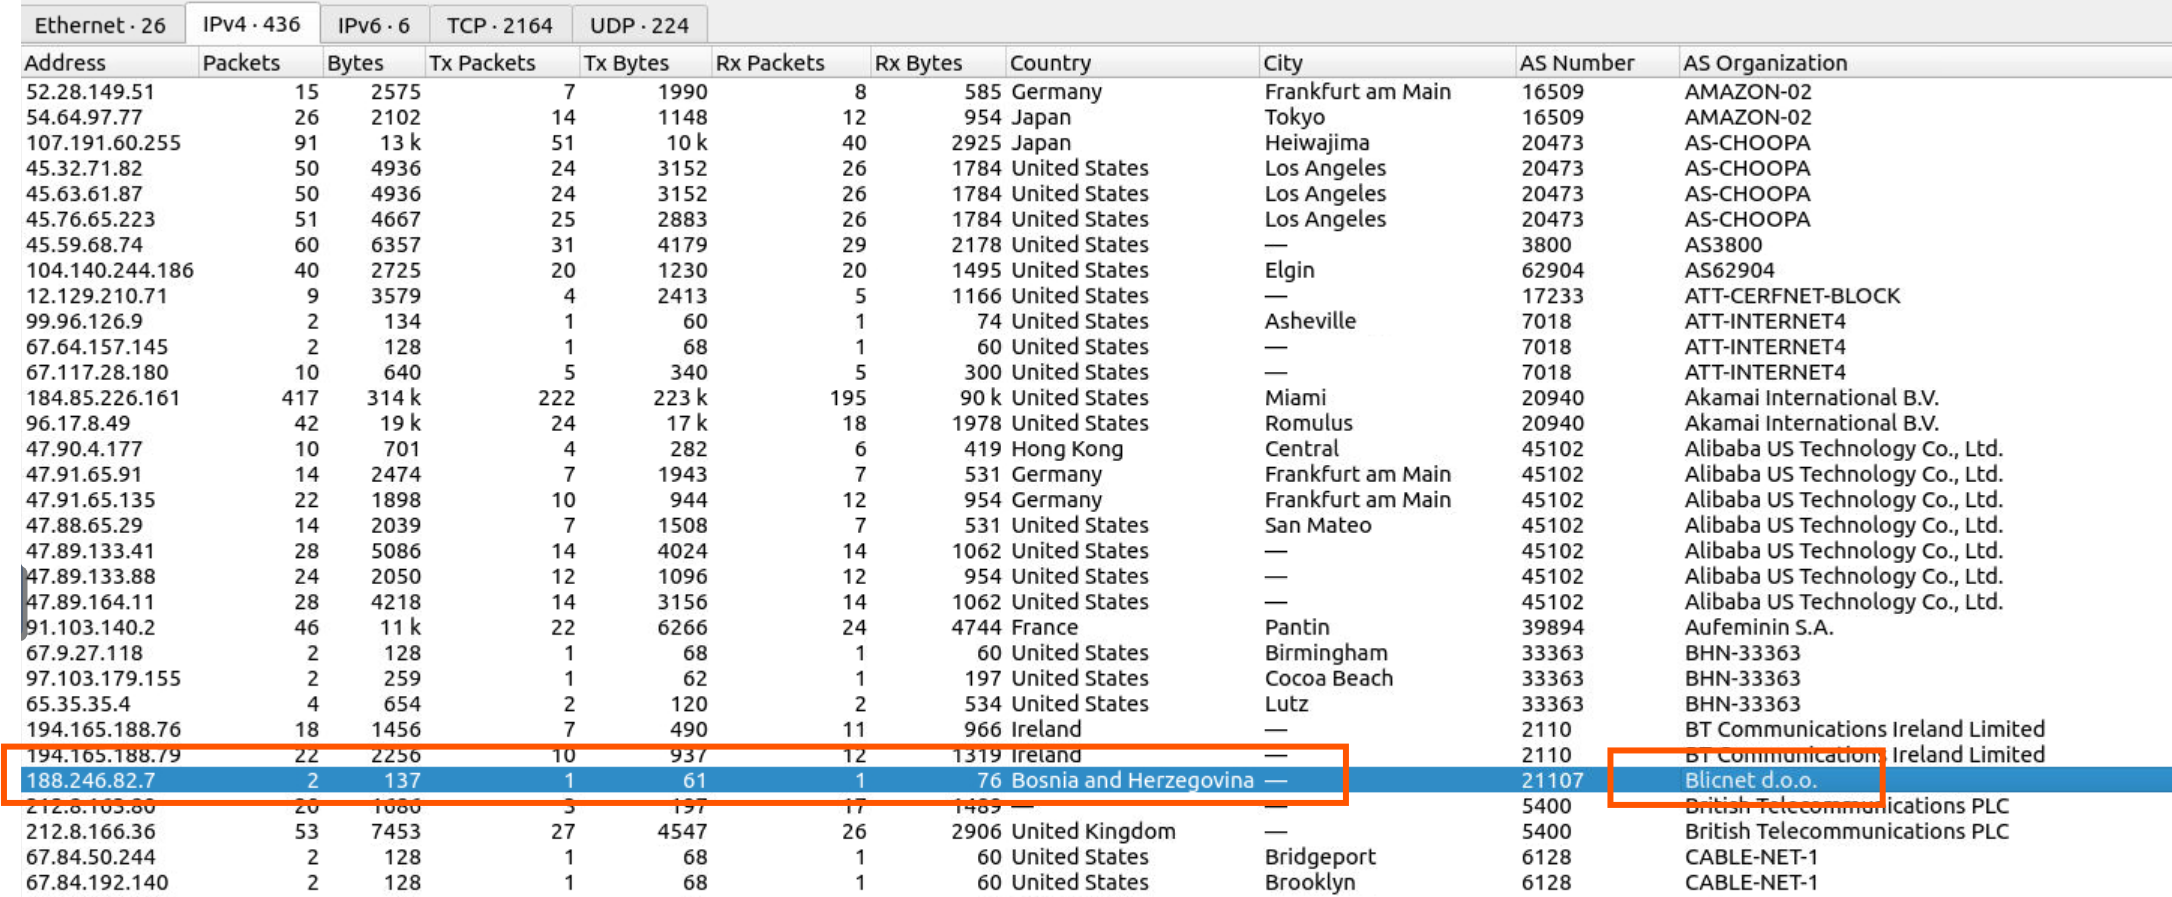 Ethernet · 26 IPv4 · 436 IPv6 · 6 TCP · 2164 UDP · 224
Address Packets Bytes Tx Packets Tx Bytes Rx Packets Rx Bytes Country City AS Number AS Organization
52.28.149.51 15 2575 7 1990 8 585 Germany Frankfurt am Main 16509 AMAZON-02
54.64.97.77 26 2102 14 1148 12 954 Japan Tokyo 16509 AMAZON-02
107.191.60.255 91 13 k 51 10 k 40 2925 Japan Heiwajima 20473 AS-CHOOPA
45.32.71.82 50 4936 24 3152 26 1784 United States Los Angeles 20473 AS-CHOOPA
45.63.61.87 50 4936 24 3152 26 1784 United States Los Angeles 20473 AS-CHOOPA
45.76.65.223 51 4667 25 2883 26 1784 United States Los Angeles 20473 AS-CHOOPA
45.59.68.74 60 6357 31 4179 29 2178 United States — 3800 AS3800
104.140.244.186 40 2725 20 1230 20 1495 United States Elgin 62904 AS62904
12.129.210.71 9 3579 4 2413 5 1166 United States — 17233 ATT-CERFNET-BLOCK
99.96.126.9 2 134 1 60 1 74 United States Asheville 7018 ATT-INTERNET4
67.64.157.145 2 128 1 68 1 60 United States — 7018 ATT-INTERNET4
67.117.28.180 10 640 5 340 5 300 United States — 7018 ATT-INTERNET4
184.85.226.161 417 314 k 222 223 k 195 90 k United States Miami 20940 Akamai International B.V.
96.17.8.49 42 19 k 24 17 k 18 1978 United States Romulus 20940 Akamai International B.V.
47.90.4.177 10 701 4 282 6 419 Hong Kong Central 45102 Alibaba US Technology Co., Ltd.
47.91.65.91 14 2474 7 1943 7 531 Germany Frankfurt am Main 45102 Alibaba US Technology Co., Ltd.
47.91.65.135 22 1898 10 944 12 954 Germany Frankfurt am Main 45102 Alibaba US Technology Co., Ltd.
47.88.65.29 14 2039 7 1508 7 531 United States San Mateo 45102 Alibaba US Technology Co., Ltd.
47.89.133.41 28 5086 14 4024 14 1062 United States — 45102 Alibaba US Technology Co., Ltd.
47.89.133.88 24 2050 12 1096 12 954 United States — 45102 Alibaba US Technology Co., Ltd.
47.89.164.11 28 4218 14 3156 14 1062 United States — 45102 Alibaba US Technology Co., Ltd.
91.103.140.2 46 11 k 22 6266 24 4744 France Pantin 39894 Aufeminin S.A.
67.9.27.118 2 128 1 68 1 60 United States Birmingham 33363 BHN-33363
97.103.179.155 2 259 1 62 1 197 United States Cocoa Beach 33363 BHN-33363
65.35.35.4 4 654 2 120 2 534 United States Lutz 33363 BHN-33363
194.165.188.76 18 1456 7 490 11 966 Ireland — 2110 BT Communications Ireland Limited
194.165.188.79 22 2256 10 937 12 1319 Ireland — 2110 BT Communications Ireland Limited
188.246.82.7 2 137 1 61 1 76 Bosnia and Herzegovina — 21107 Blicnet d.o.o.
212.8.163.80 20 1686 3 197 17 1489 — — 5400 British Telecommunications PLC
212.8.166.36 53 7453 27 4547 26 2906 United Kingdom — 5400 British Telecommunications PLC
67.84.50.244 2 128 1 68 1 60 United States Bridgeport 6128 CABLE-NET-1
67.84.192.140 2 128 1 68 1 60 United States Brooklyn 6128 CABLE-NET-1